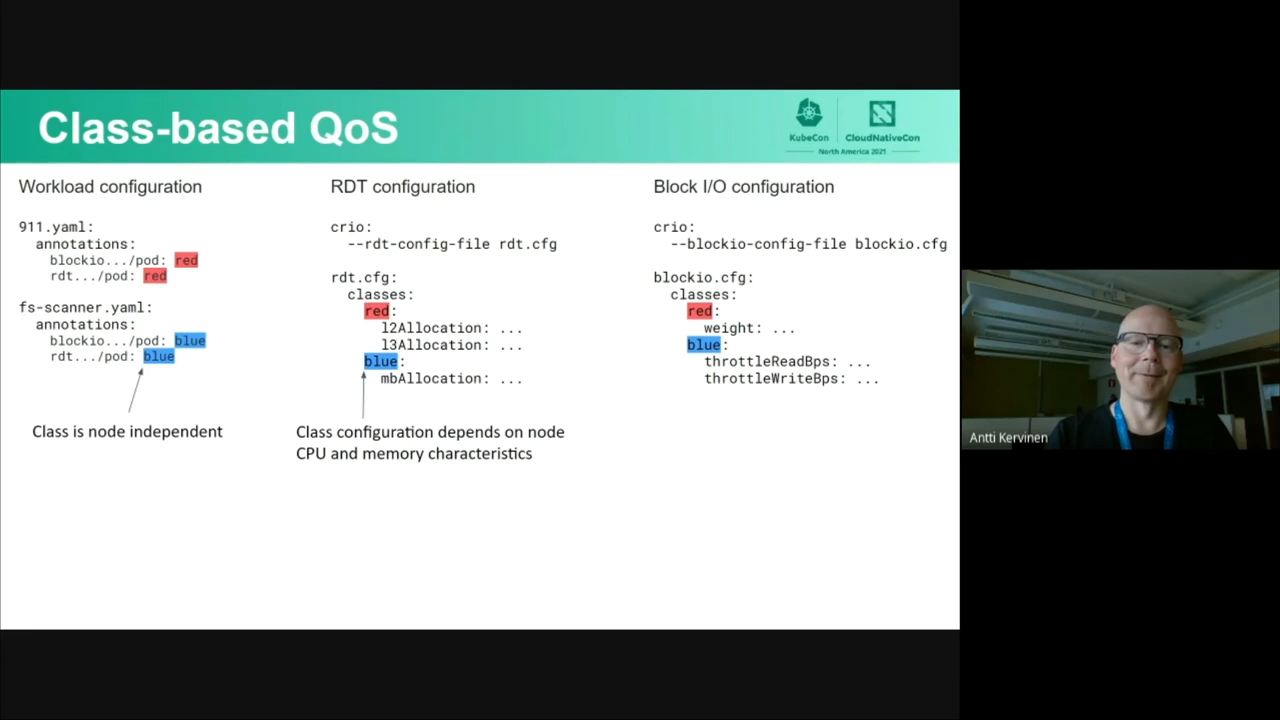 Class-based QoS
KubeCon
CloudNativeCon
North America 2021
Workload configuration
911.yaml:
annotations:
blockio.../pod: red
rdt.../pod: red
fs-scanner.yaml:
annotations:
blockio.../pod: blue
rdt.../pod: blue
Class is node independent
RDT configuration
crio:
--rdt-config-file rdt.cfg
rdt.cfg:
classes:
red:
l2Allocation: ...
l3Allocation: ...
blue:
mbAllocation: ...
Class configuration depends on node
CPU and memory characteristics
Block I/O configuration
crio:
--blockio-config-file blockio.cfg
blockio.cfg:
classes:
red:
weight: ...
blue:
throttleReadBps: ...
throttleWriteBps: ...
Antti Kervinen